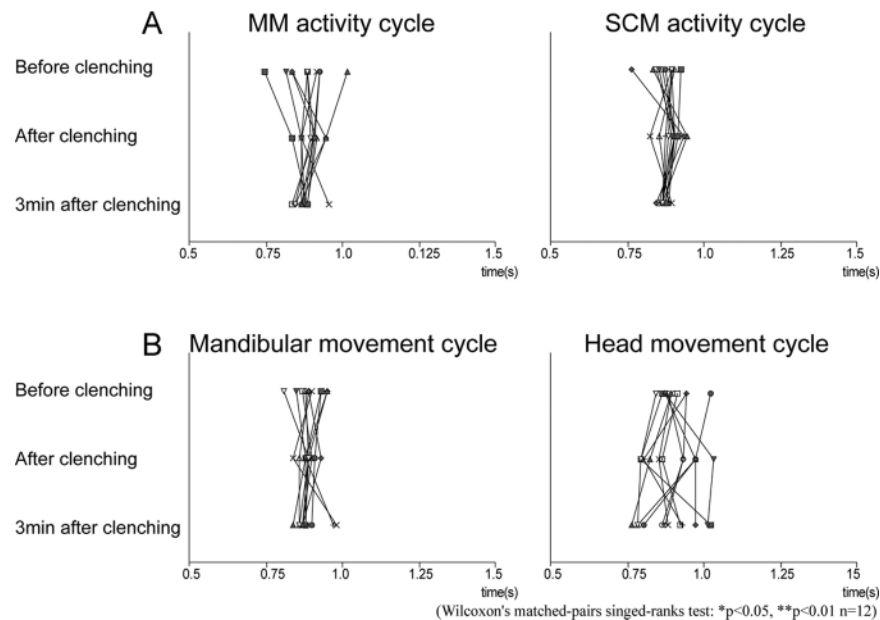 A
MM activity cycle
SCM activity cycle
Before clenching
After clenching
3min after clenching
0.5 0.75 1.0 0.125 1.5
time(s)
0.5 0.75 1.0 1.25 1.5
time(s)
B
Mandibular movement cycle
Head movement cycle
Before clenching
After clenching
3min after clenching
0.5 0.75 1.0 1.25 1.5
time(s)
0.5 0.75 1.0 1.25 15
time(s)
(Wilcoxon's matched-pairs singed-ranks test: *p<0.05, **p<0.01 n=12)